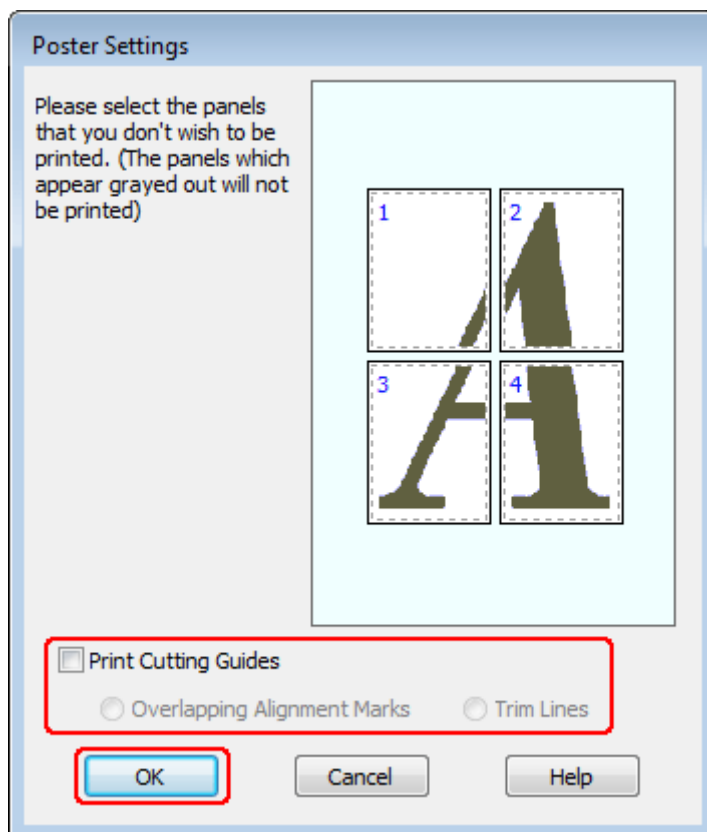 Poster Settings
Please select the panels
that you don't wish to be
printed. (The panels which
appear grayed out will not
be printed)
1
2
3
4
Print Cutting Guides
Overlapping Alignment Marks
Trim Lines
OK
Cancel
Help